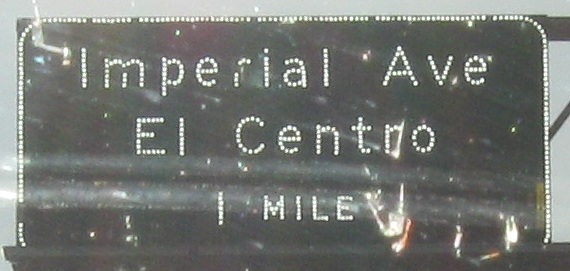 Imperial Ave
El Centro
1 MILE